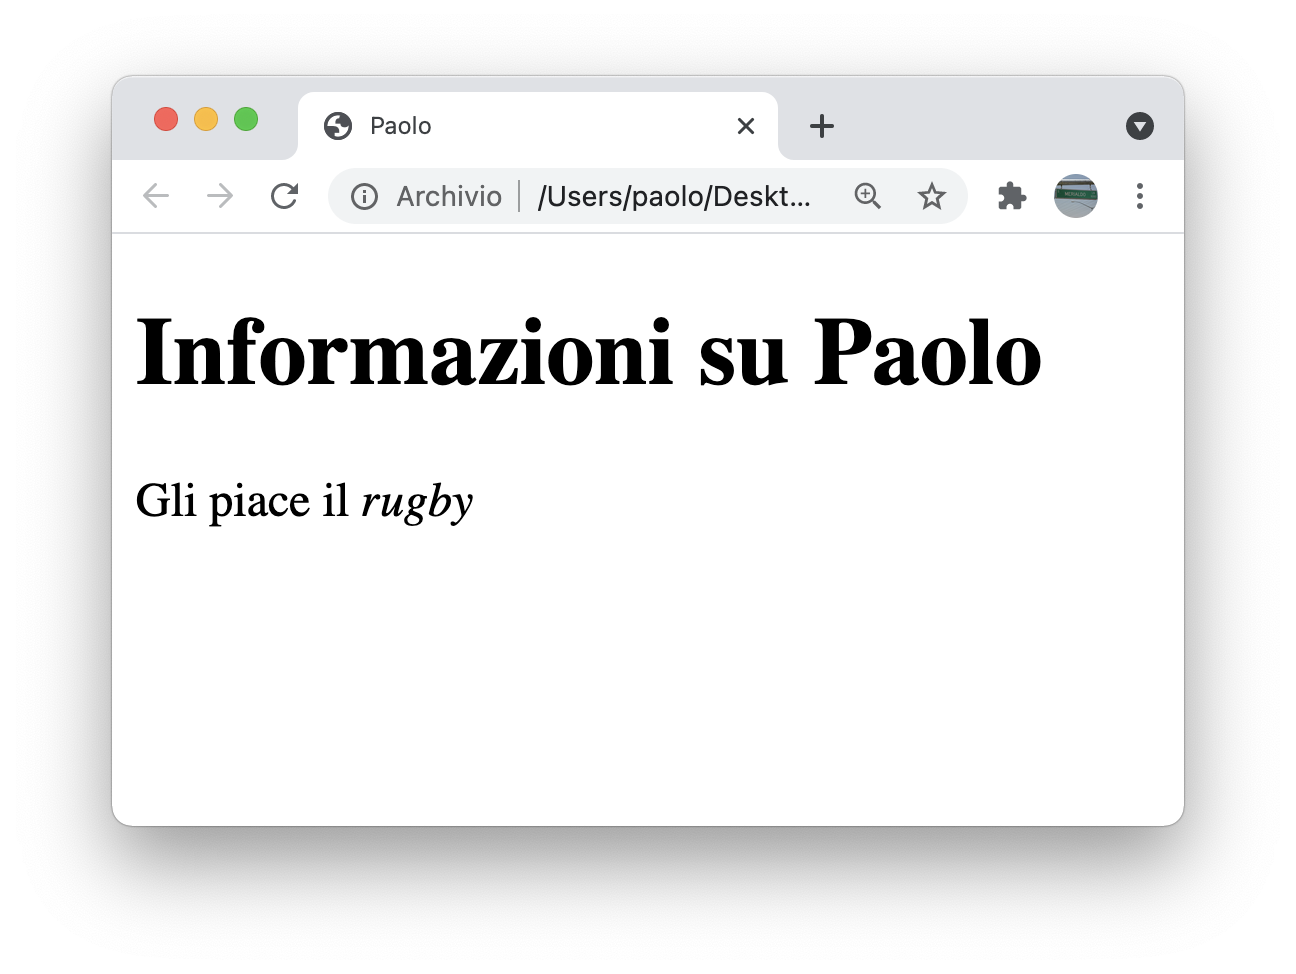 Paolo
Archivio /Users/paolo/Deskt...
Informazioni su Paolo
Gli piace il rugby